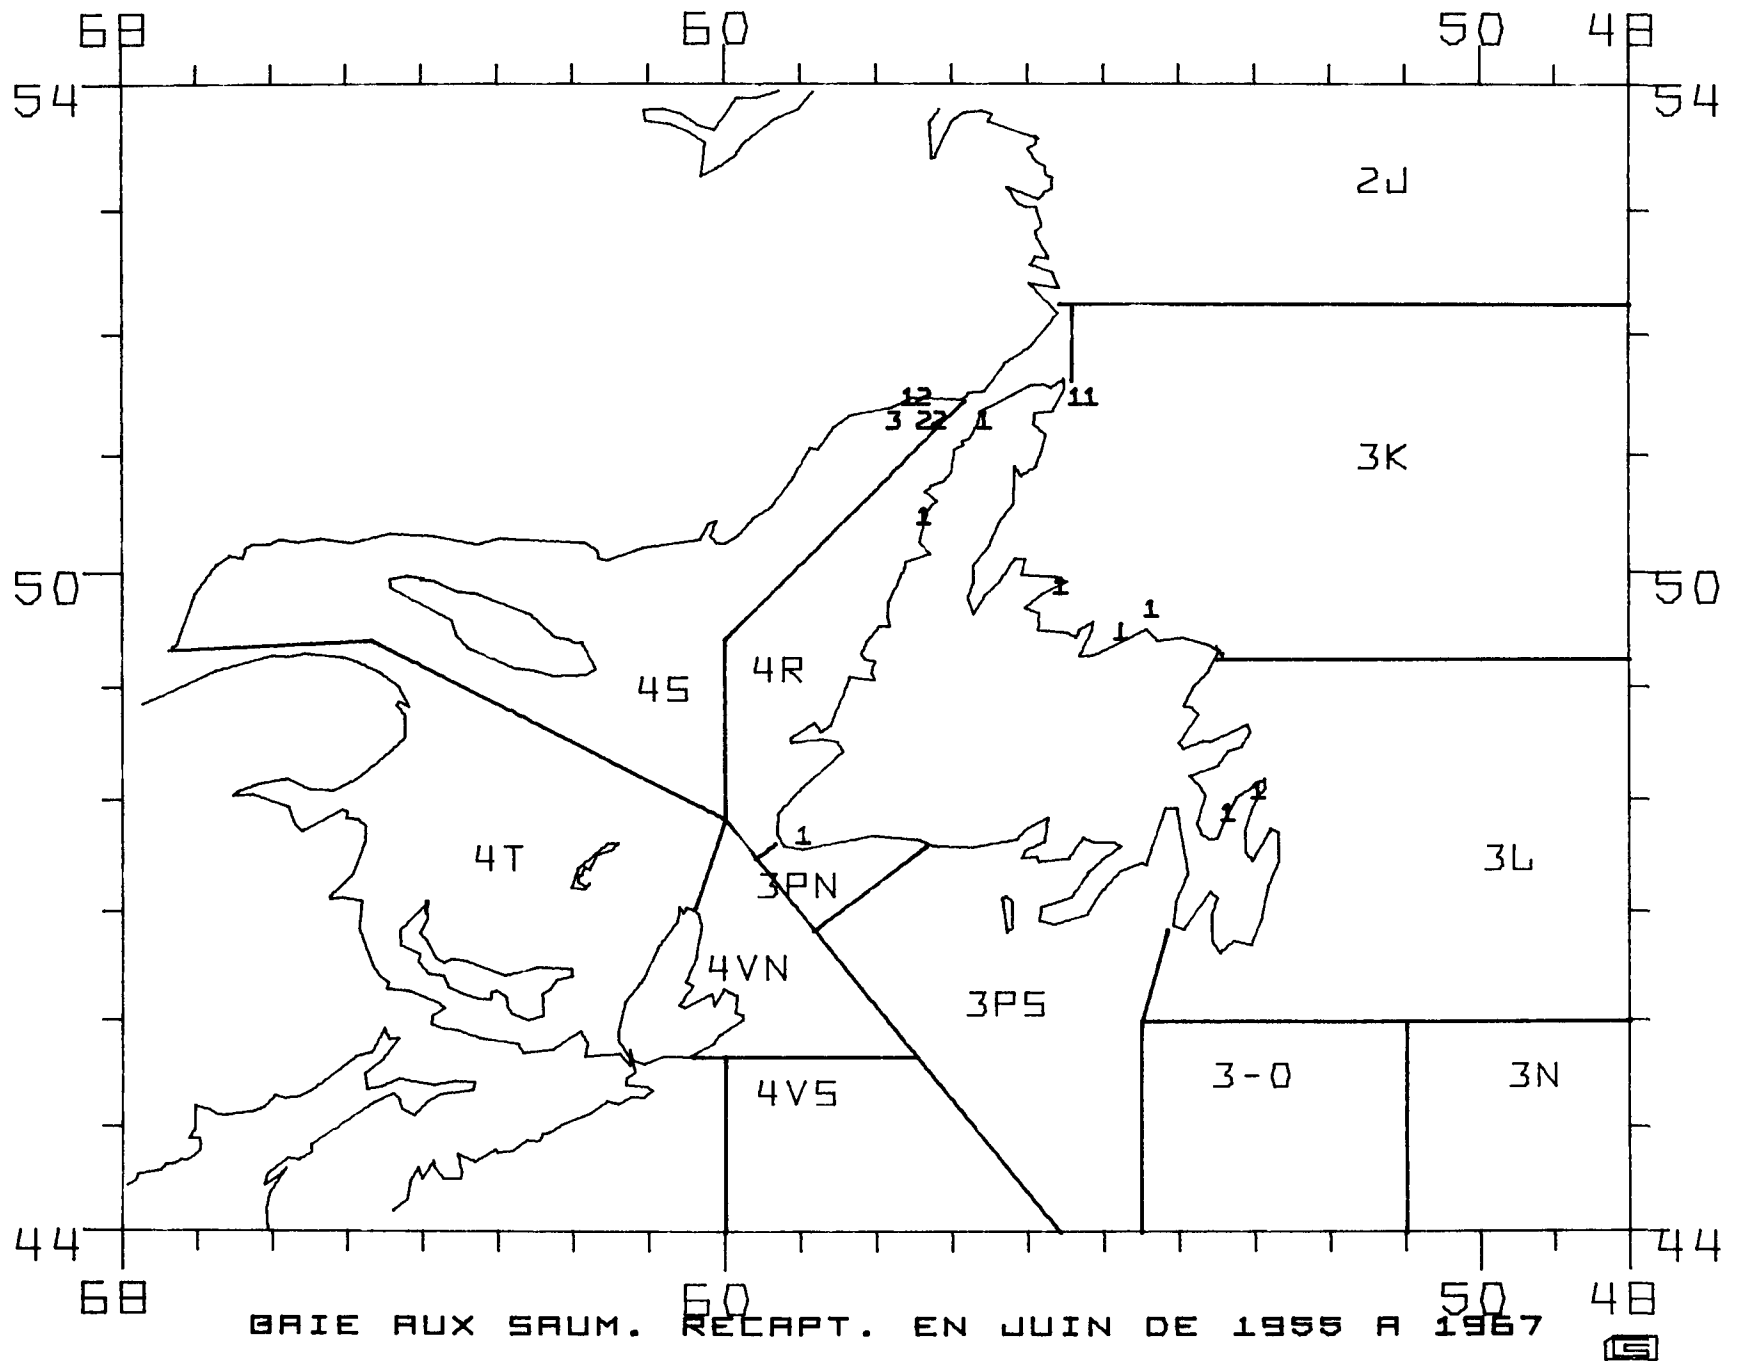 68 60 50 48
54 54
2J
12 11
3 22 1
3K
1
50 1 50
1
1
4R
4S
1
1
1
4T 3L
3PN
4VN
3PS
4VS 3-0 3N
44 44
68 60 50 48
BAIE AUX SAUM. RECAPT. EN JUIN DE 1955 A 1967